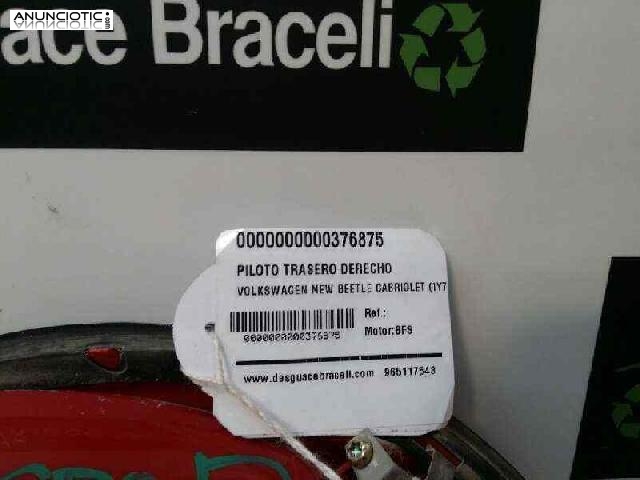 ANUNCIOTIC
ace Braceli
0000000000376875
PILOTO TRASERO DERECHO
VOLKSWAGEN NEW BEETLE CABRIOLET (1Y7
Ref.:
Motor:BFS
0000000000376875
www.desguacebraceli.com 965117543